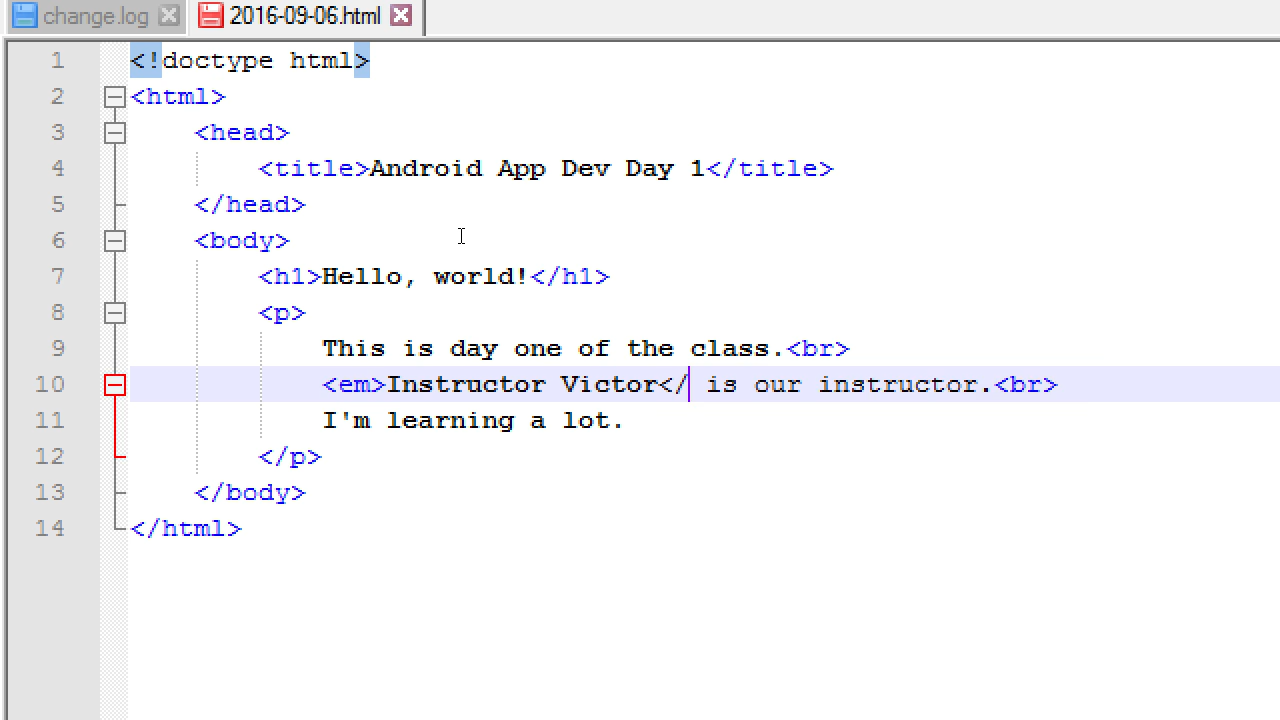 change.log 2016-09-06.html
1 <!doctype html>
2 <html>
3 <head>
4 <title>Android App Dev Day 1</title>
5 </head>
6 <body>
7 <h1>Hello, world!</h1>
8 <p>
9 This is day one of the class.<br>
10 <em>Instructor Victor</ is our instructor.<br>
11 I'm learning a lot.
12 </p>
13 </body>
14 </html>